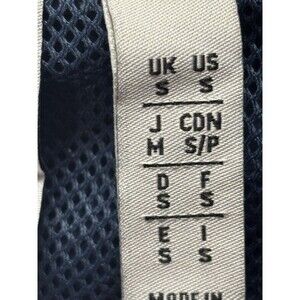 UK US
S S
J CDN
M S/P
D F
S S
E I
S S
MADE IN